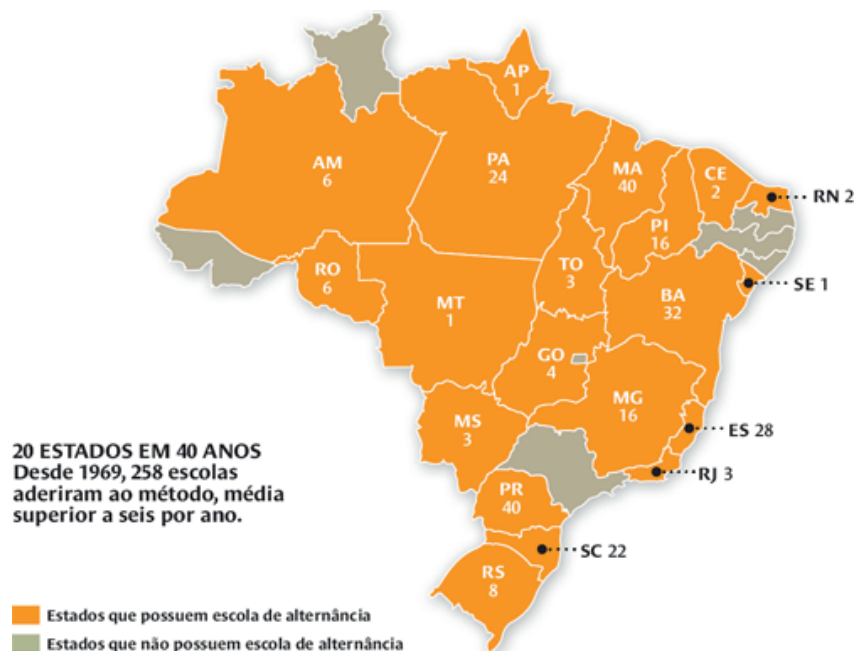 AP
1
AM
6
PA
24
MA
40
CE
2
RN 2
PI
16
TO
3
RO
6
SE 1
BA
32
MT
1
GO
4
MG
16
MS
3
ES 28
RJ 3
PR
40
SC 22
RS
8
20 ESTADOS EM 40 ANOS
Desde 1969, 258 escolas
aderiram ao método, média
superior a seis por ano.
Estados que possuem escola de alternância
Estados que não possuem escola de alternância